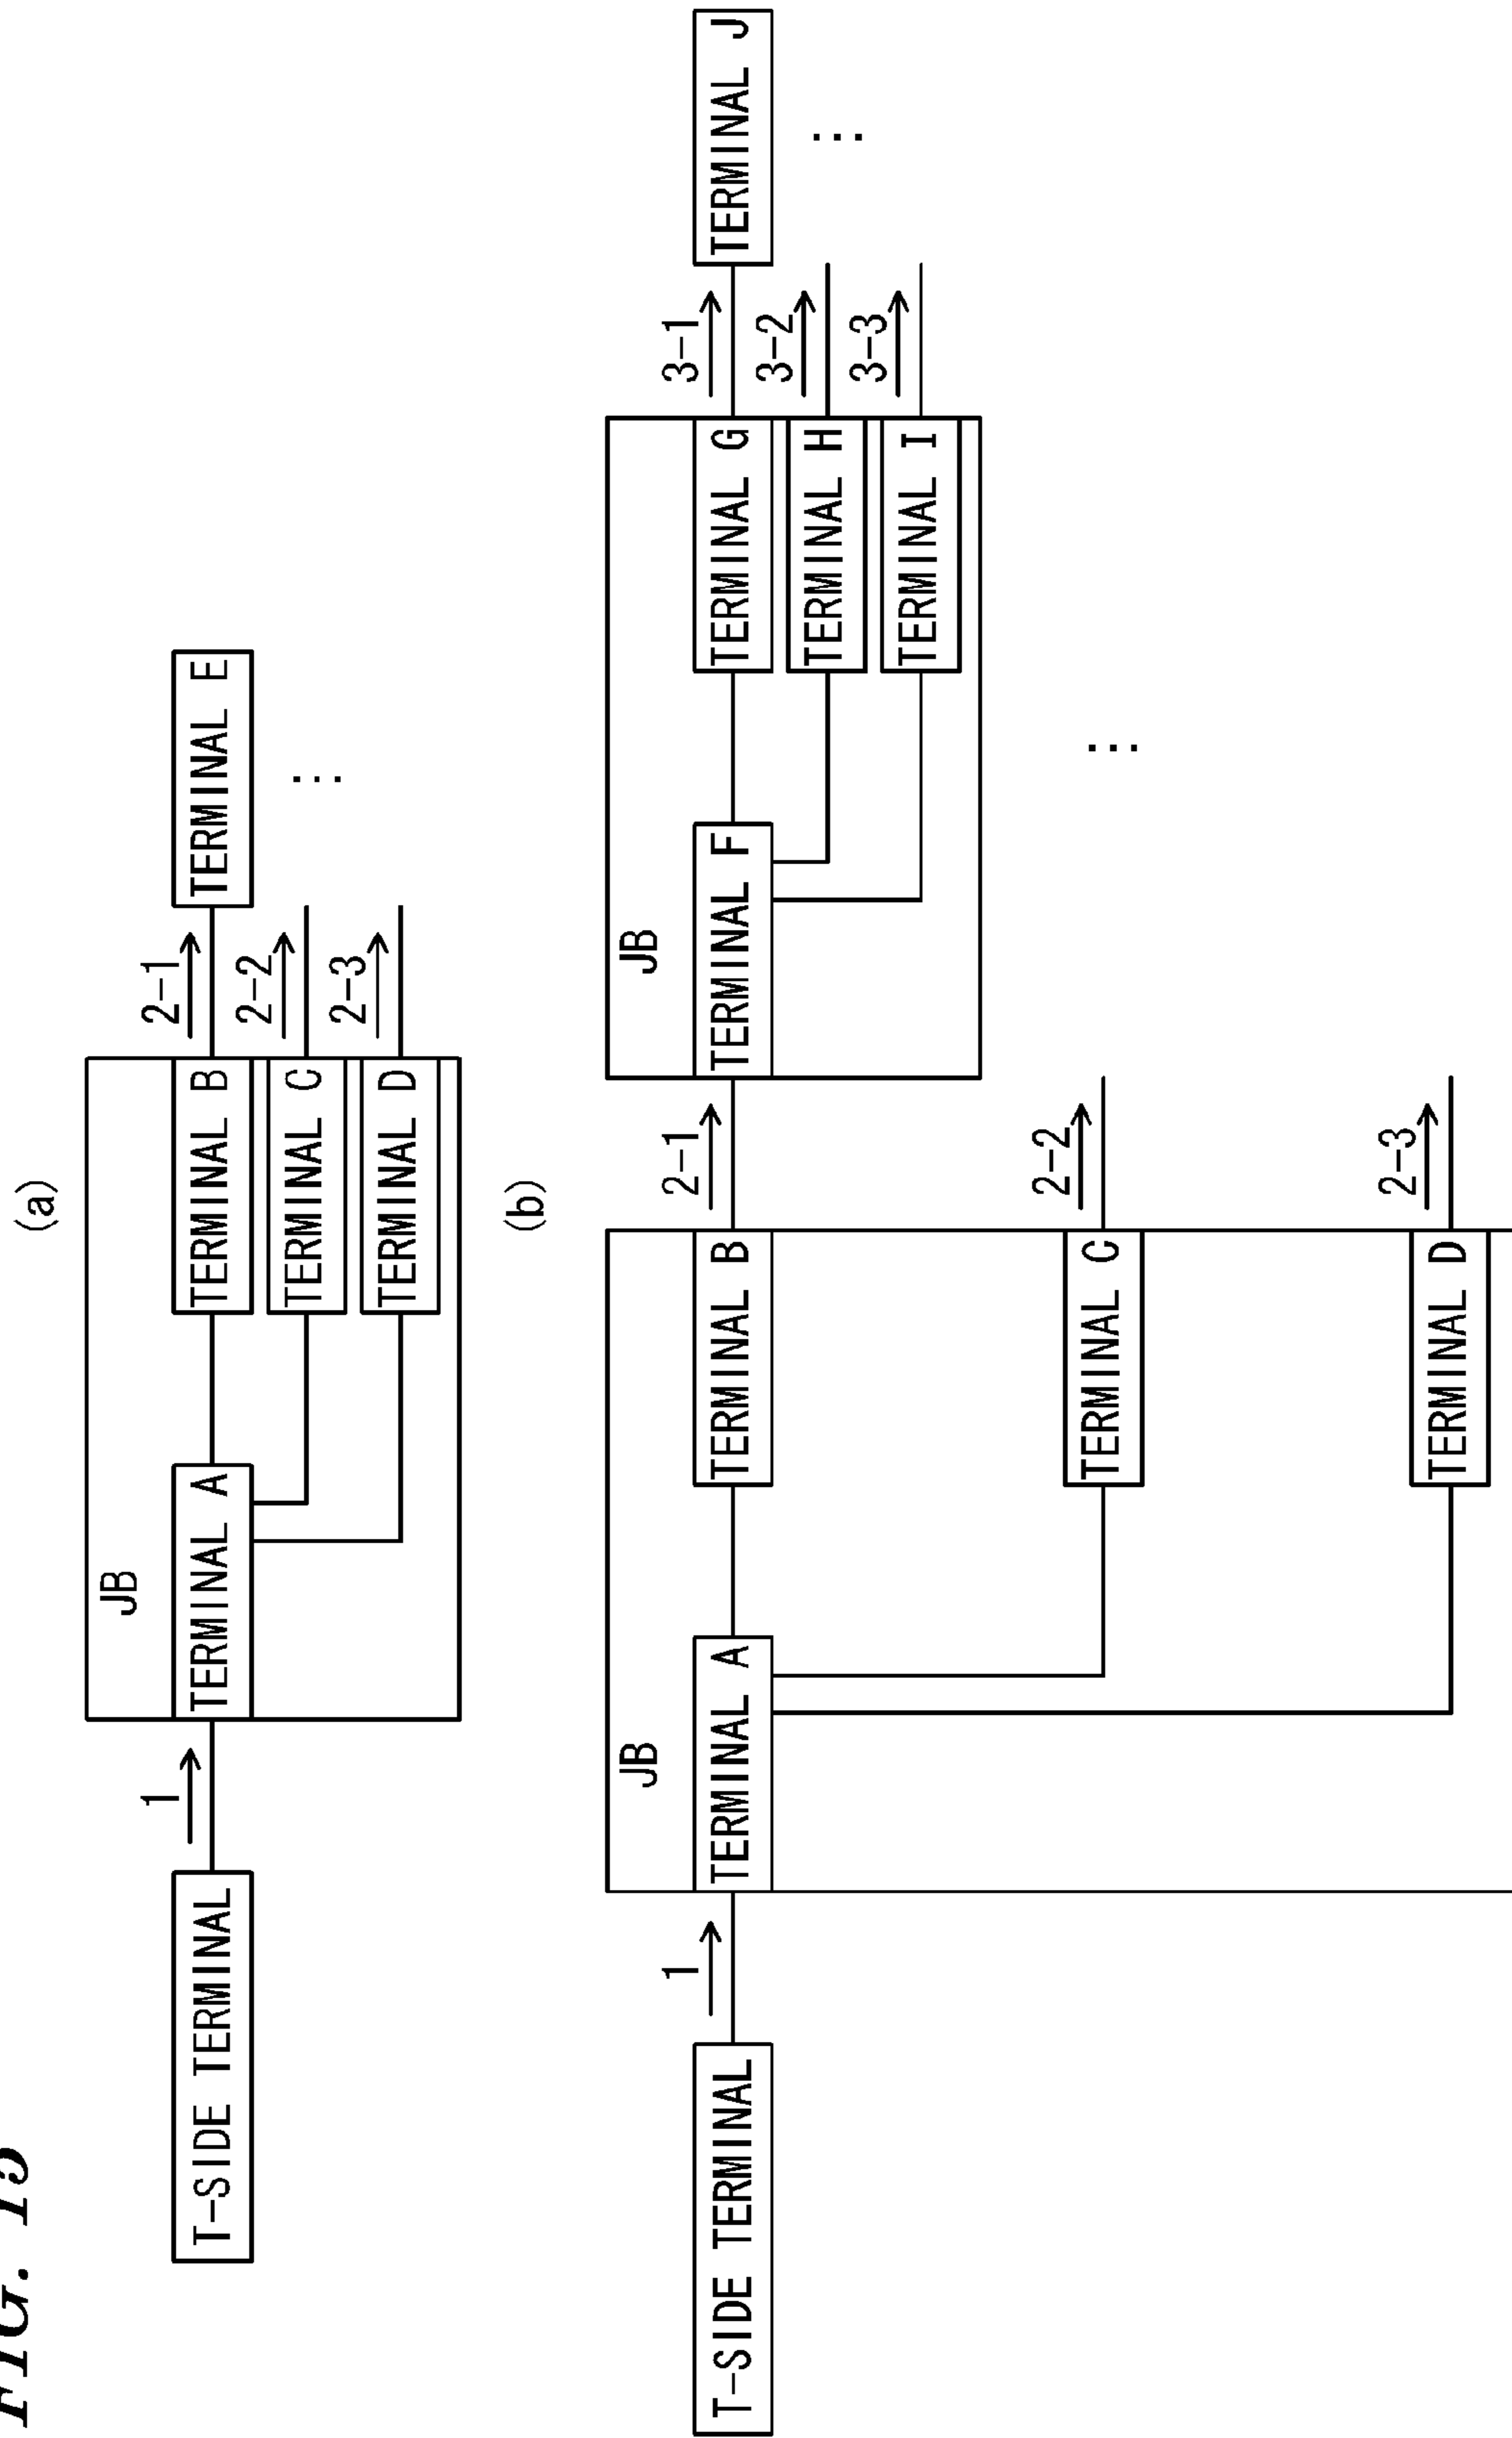 FIG. 15
(a)
JB
1
2-1
T-SIDE TERMINAL
TERMINAL A
TERMINAL B
TERMINAL E
2-2
TERMINAL C
...
2-3
TERMINAL D
(b)
JB
JB
1
2-1
3-1
T-SIDE TERMINAL
TERMINAL A
TERMINAL B
TERMINAL F
TERMINAL G
TERMINAL J
3-2
TERMINAL H
...
3-3
TERMINAL I
2-2
TERMINAL C
...
2-3
TERMINAL D